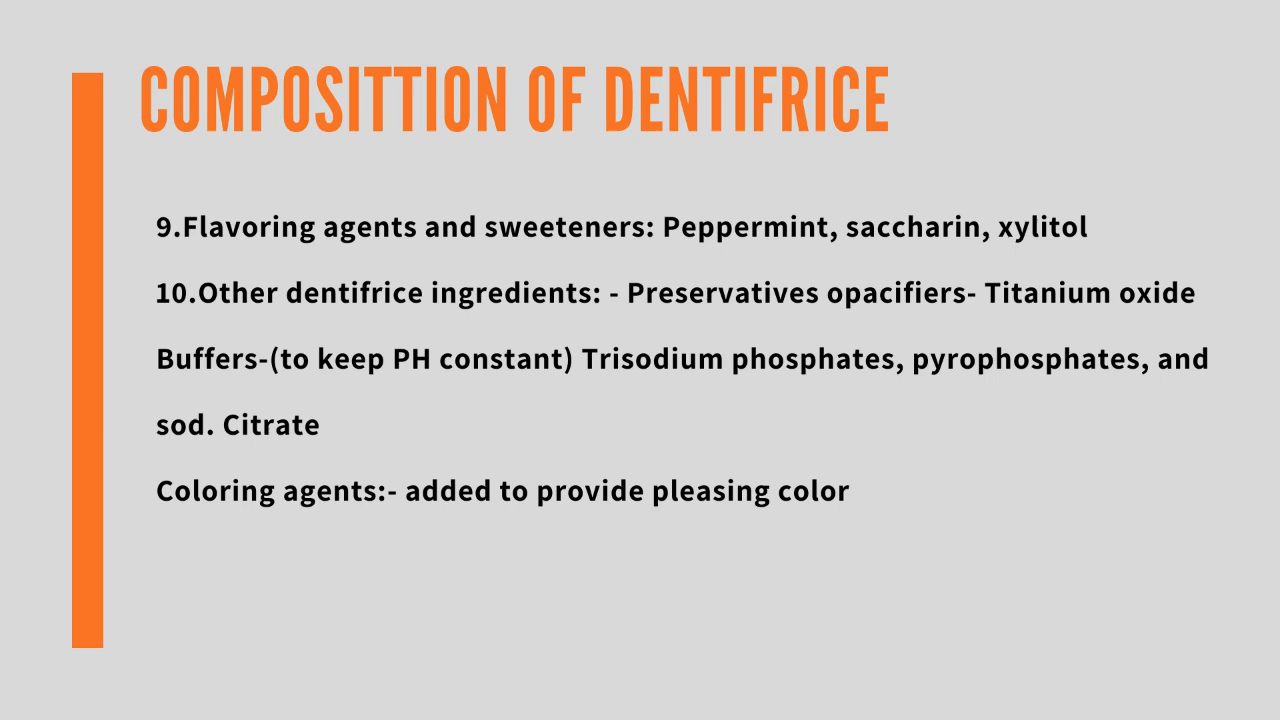 COMPOSITTION OF DENTIFRICE
9.Flavoring agents and sweeteners: Peppermint, saccharin, xylitol
10.Other dentifrice ingredients: - Preservatives opacifiers- Titanium oxide
Buffers-(to keep PH constant) Trisodium phosphates, pyrophosphates, and
sod. Citrate
Coloring agents:- added to provide pleasing color